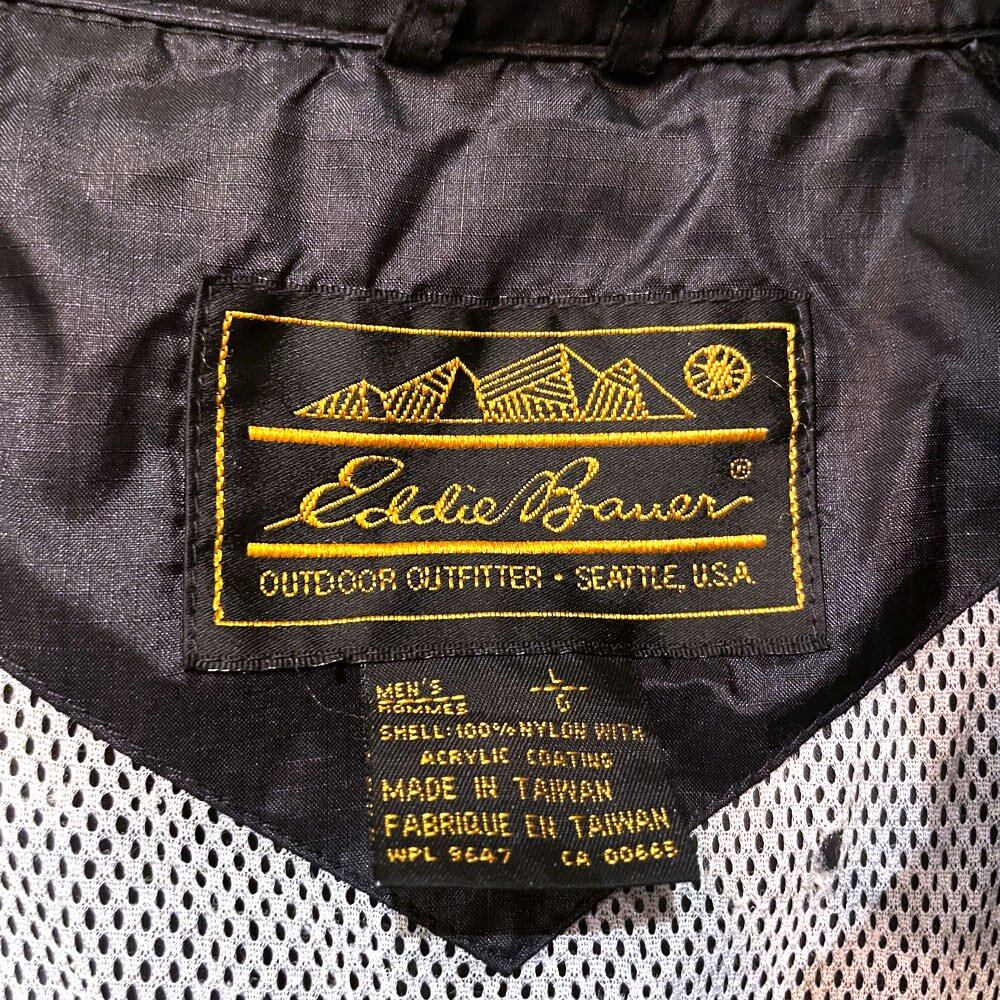 Eddie Bauer®
OUTDOOR OUTFITTER • SEATTLE, U.S.A.
MEN'S L
HOMMES G
SHELL: 100% NYLON WITH
ACRYLIC COATING
MADE IN TAIWAN
FABRIQUE EN TAIWAN
WPL 9647 CA 00665